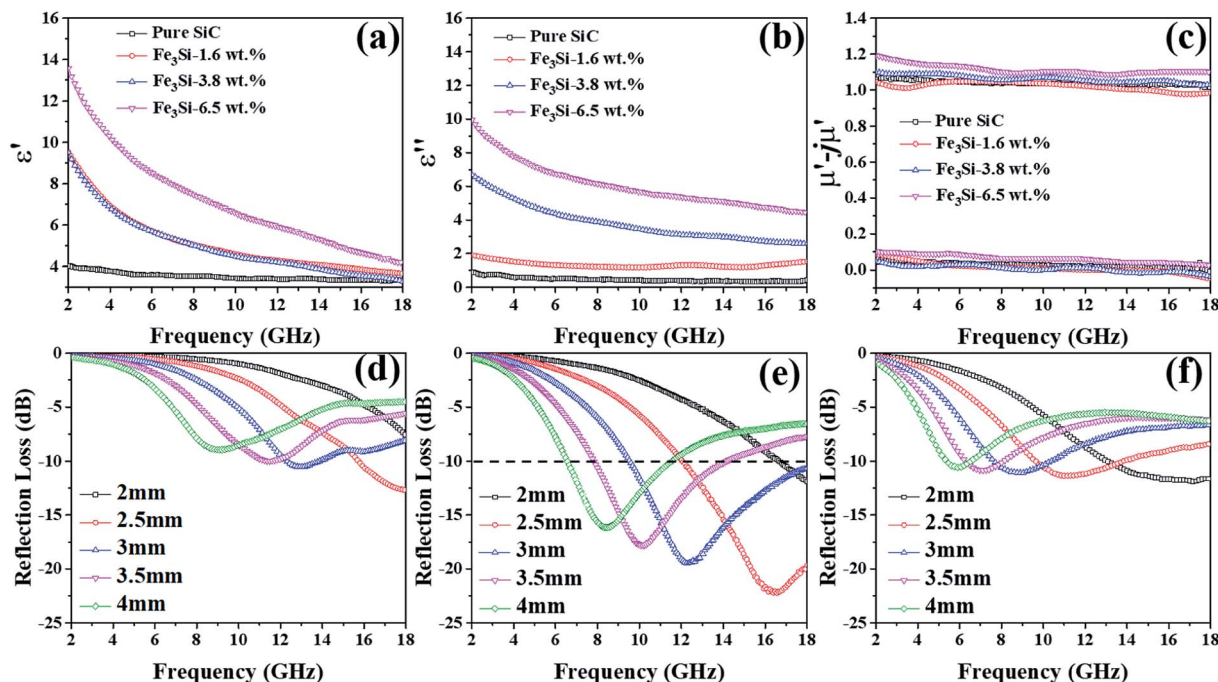 16
14
12
10
8
6
4
ε'
Pure SiC
Fe3Si-1.6 wt.%
Fe3Si-3.8 wt.%
Fe3Si-6.5 wt.%
(a)
2 4 6 8 10 12 14 16 18
Frequency (GHz)
16
14
12
10
8
6
4
2
0
ε''
Pure SiC
Fe3Si-1.6 wt.%
Fe3Si-3.8 wt.%
Fe3Si-6.5 wt.%
(b)
2 4 6 8 10 12 14 16 18
Frequency (GHz)
1.4
1.2
1.0
0.8
0.6
0.4
0.2
0.0
μ'-jμ'
(c)
Pure SiC
Fe3Si-1.6 wt.%
Fe3Si-3.8 wt.%
Fe3Si-6.5 wt.%
2 4 6 8 10 12 14 16 18
Frequency (GHz)
0
-5
-10
-15
-20
-25
Reflection Loss (dB)
(d)
2mm
2.5mm
3mm
3.5mm
4mm
2 4 6 8 10 12 14 16 18
Frequency (GHz)
0
-5
-10
-15
-20
-25
Reflection Loss (dB)
(e)
2mm
2.5mm
3mm
3.5mm
4mm
2 4 6 8 10 12 14 16 18
Frequency (GHz)
0
-5
-10
-15
-20
-25
Reflection Loss (dB)
(f)
2mm
2.5mm
3mm
3.5mm
4mm
2 4 6 8 10 12 14 16 18
Frequency (GHz)